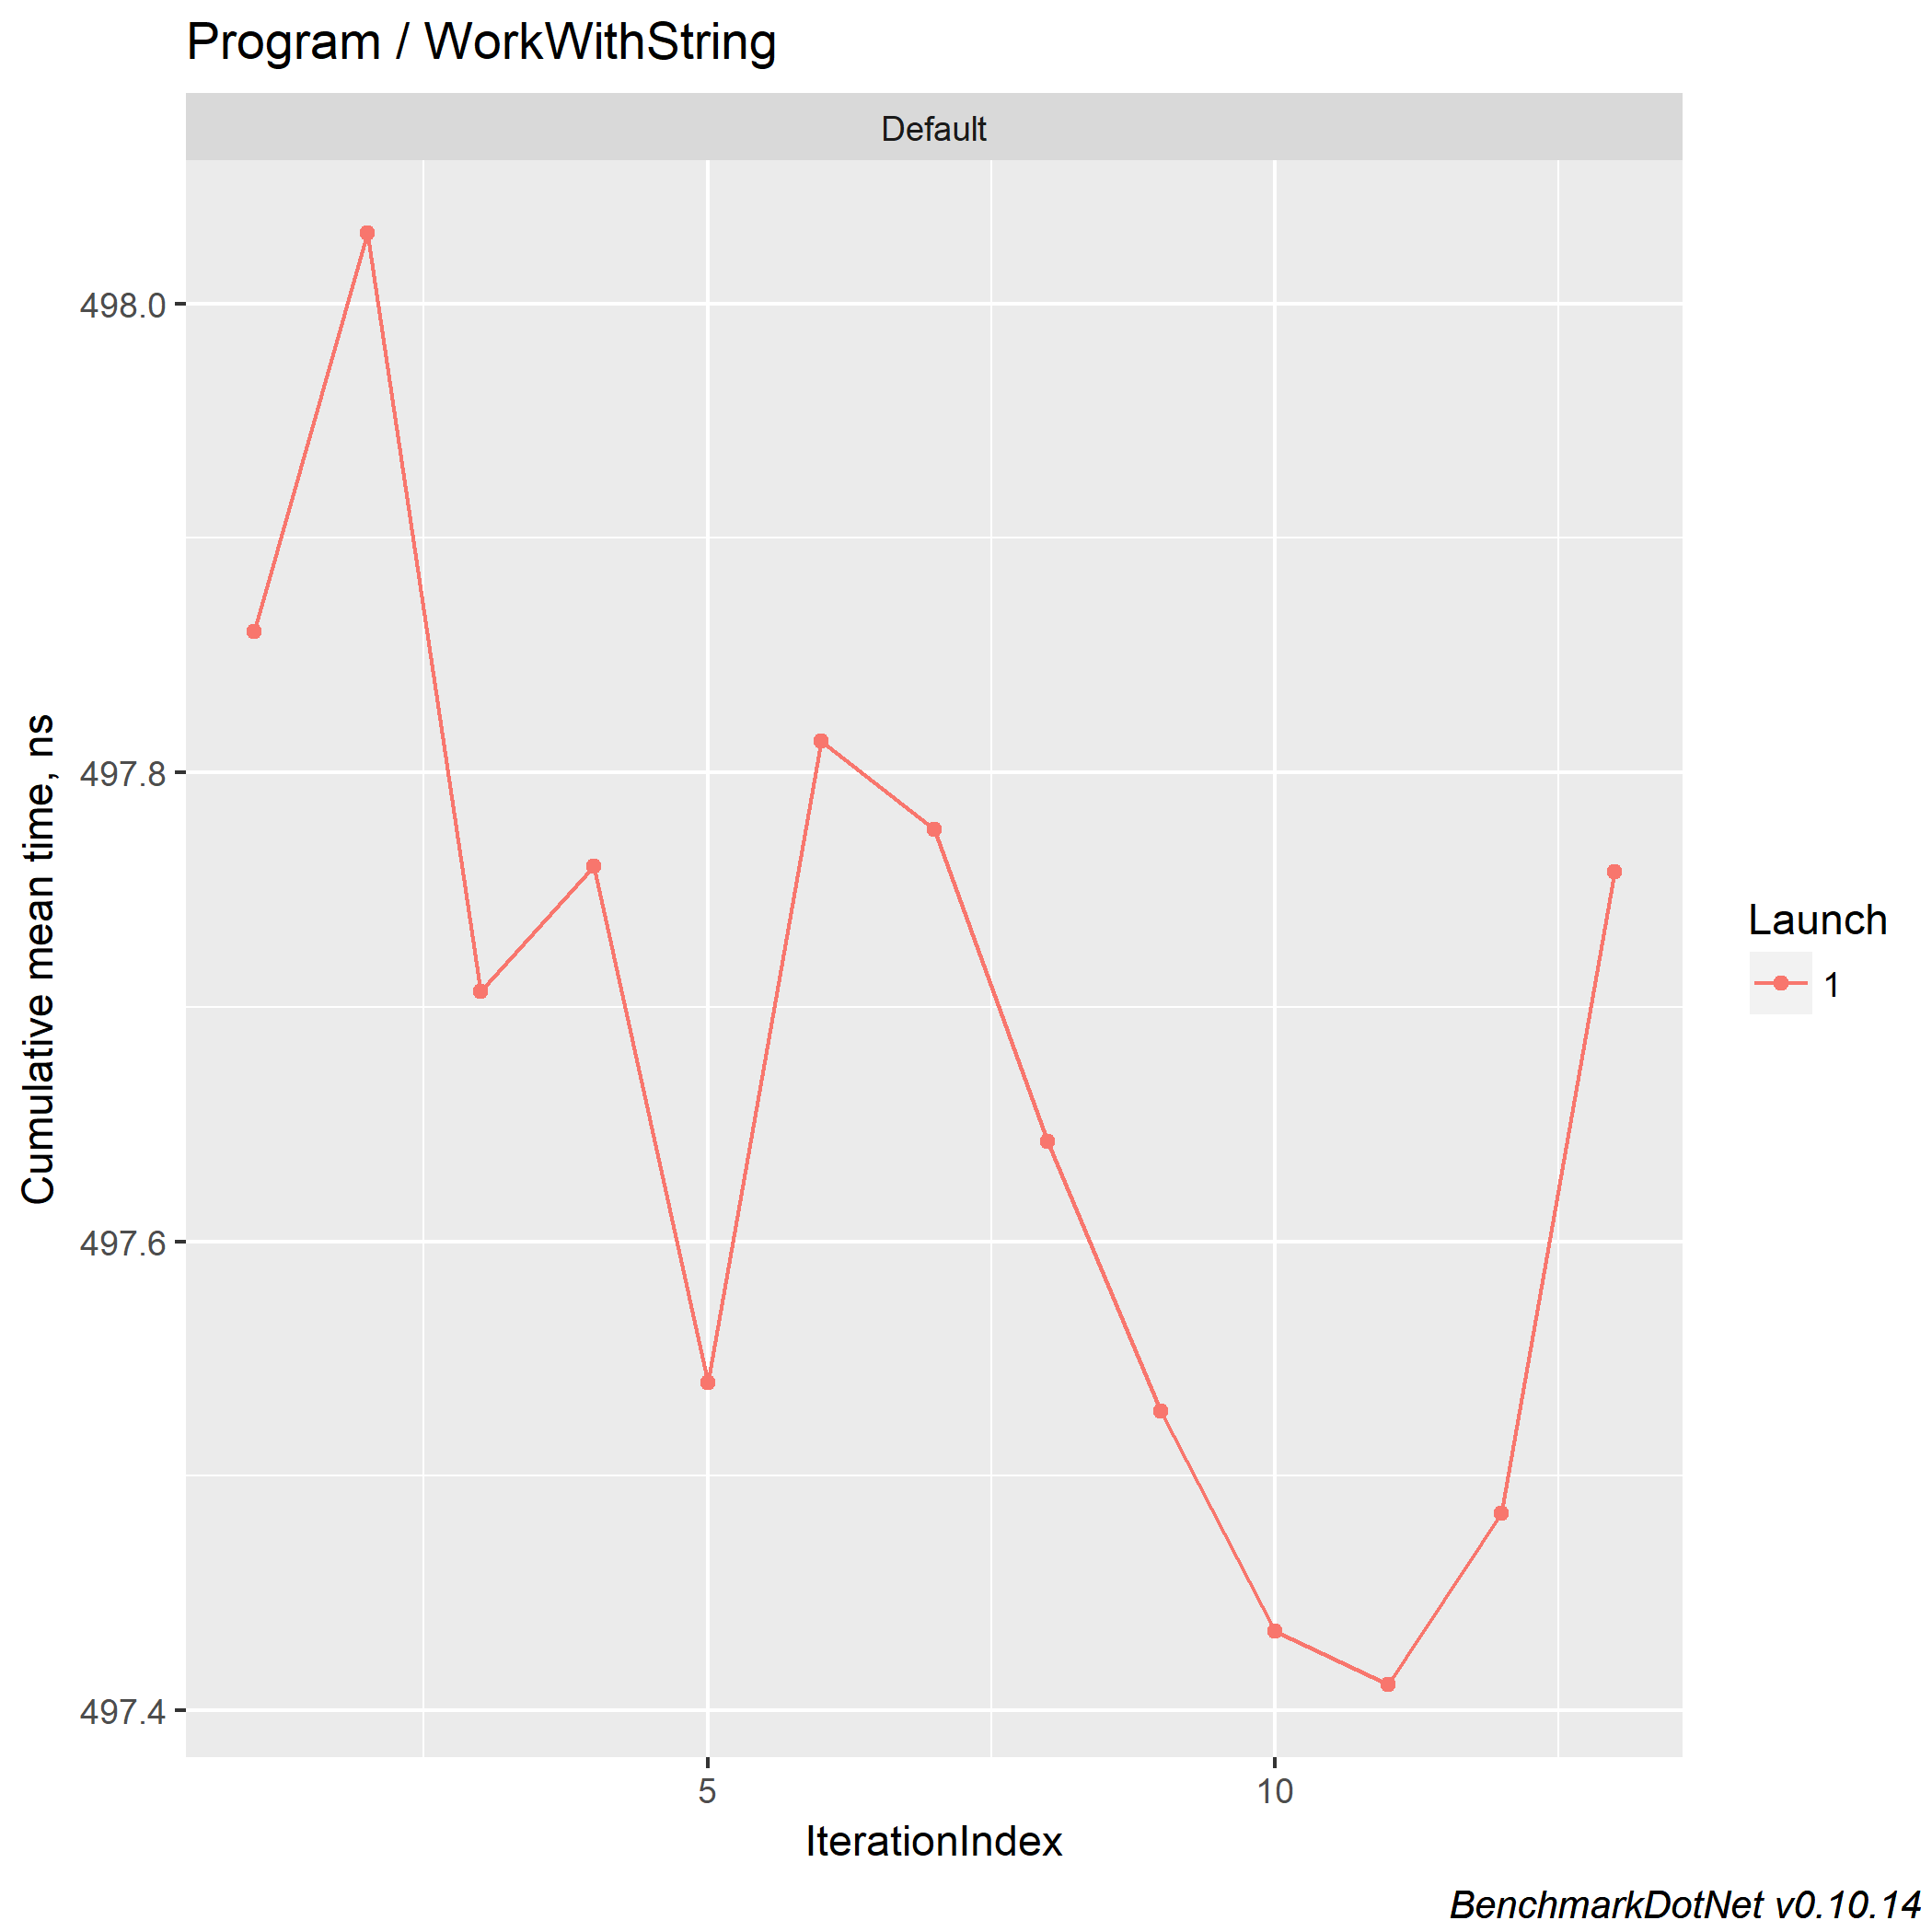 Program / WorkWithString
Default
498.0
497.8
497.6
497.4
Cumulative mean time, ns
5
10
IterationIndex
Launch
1
BenchmarkDotNet v0.10.14